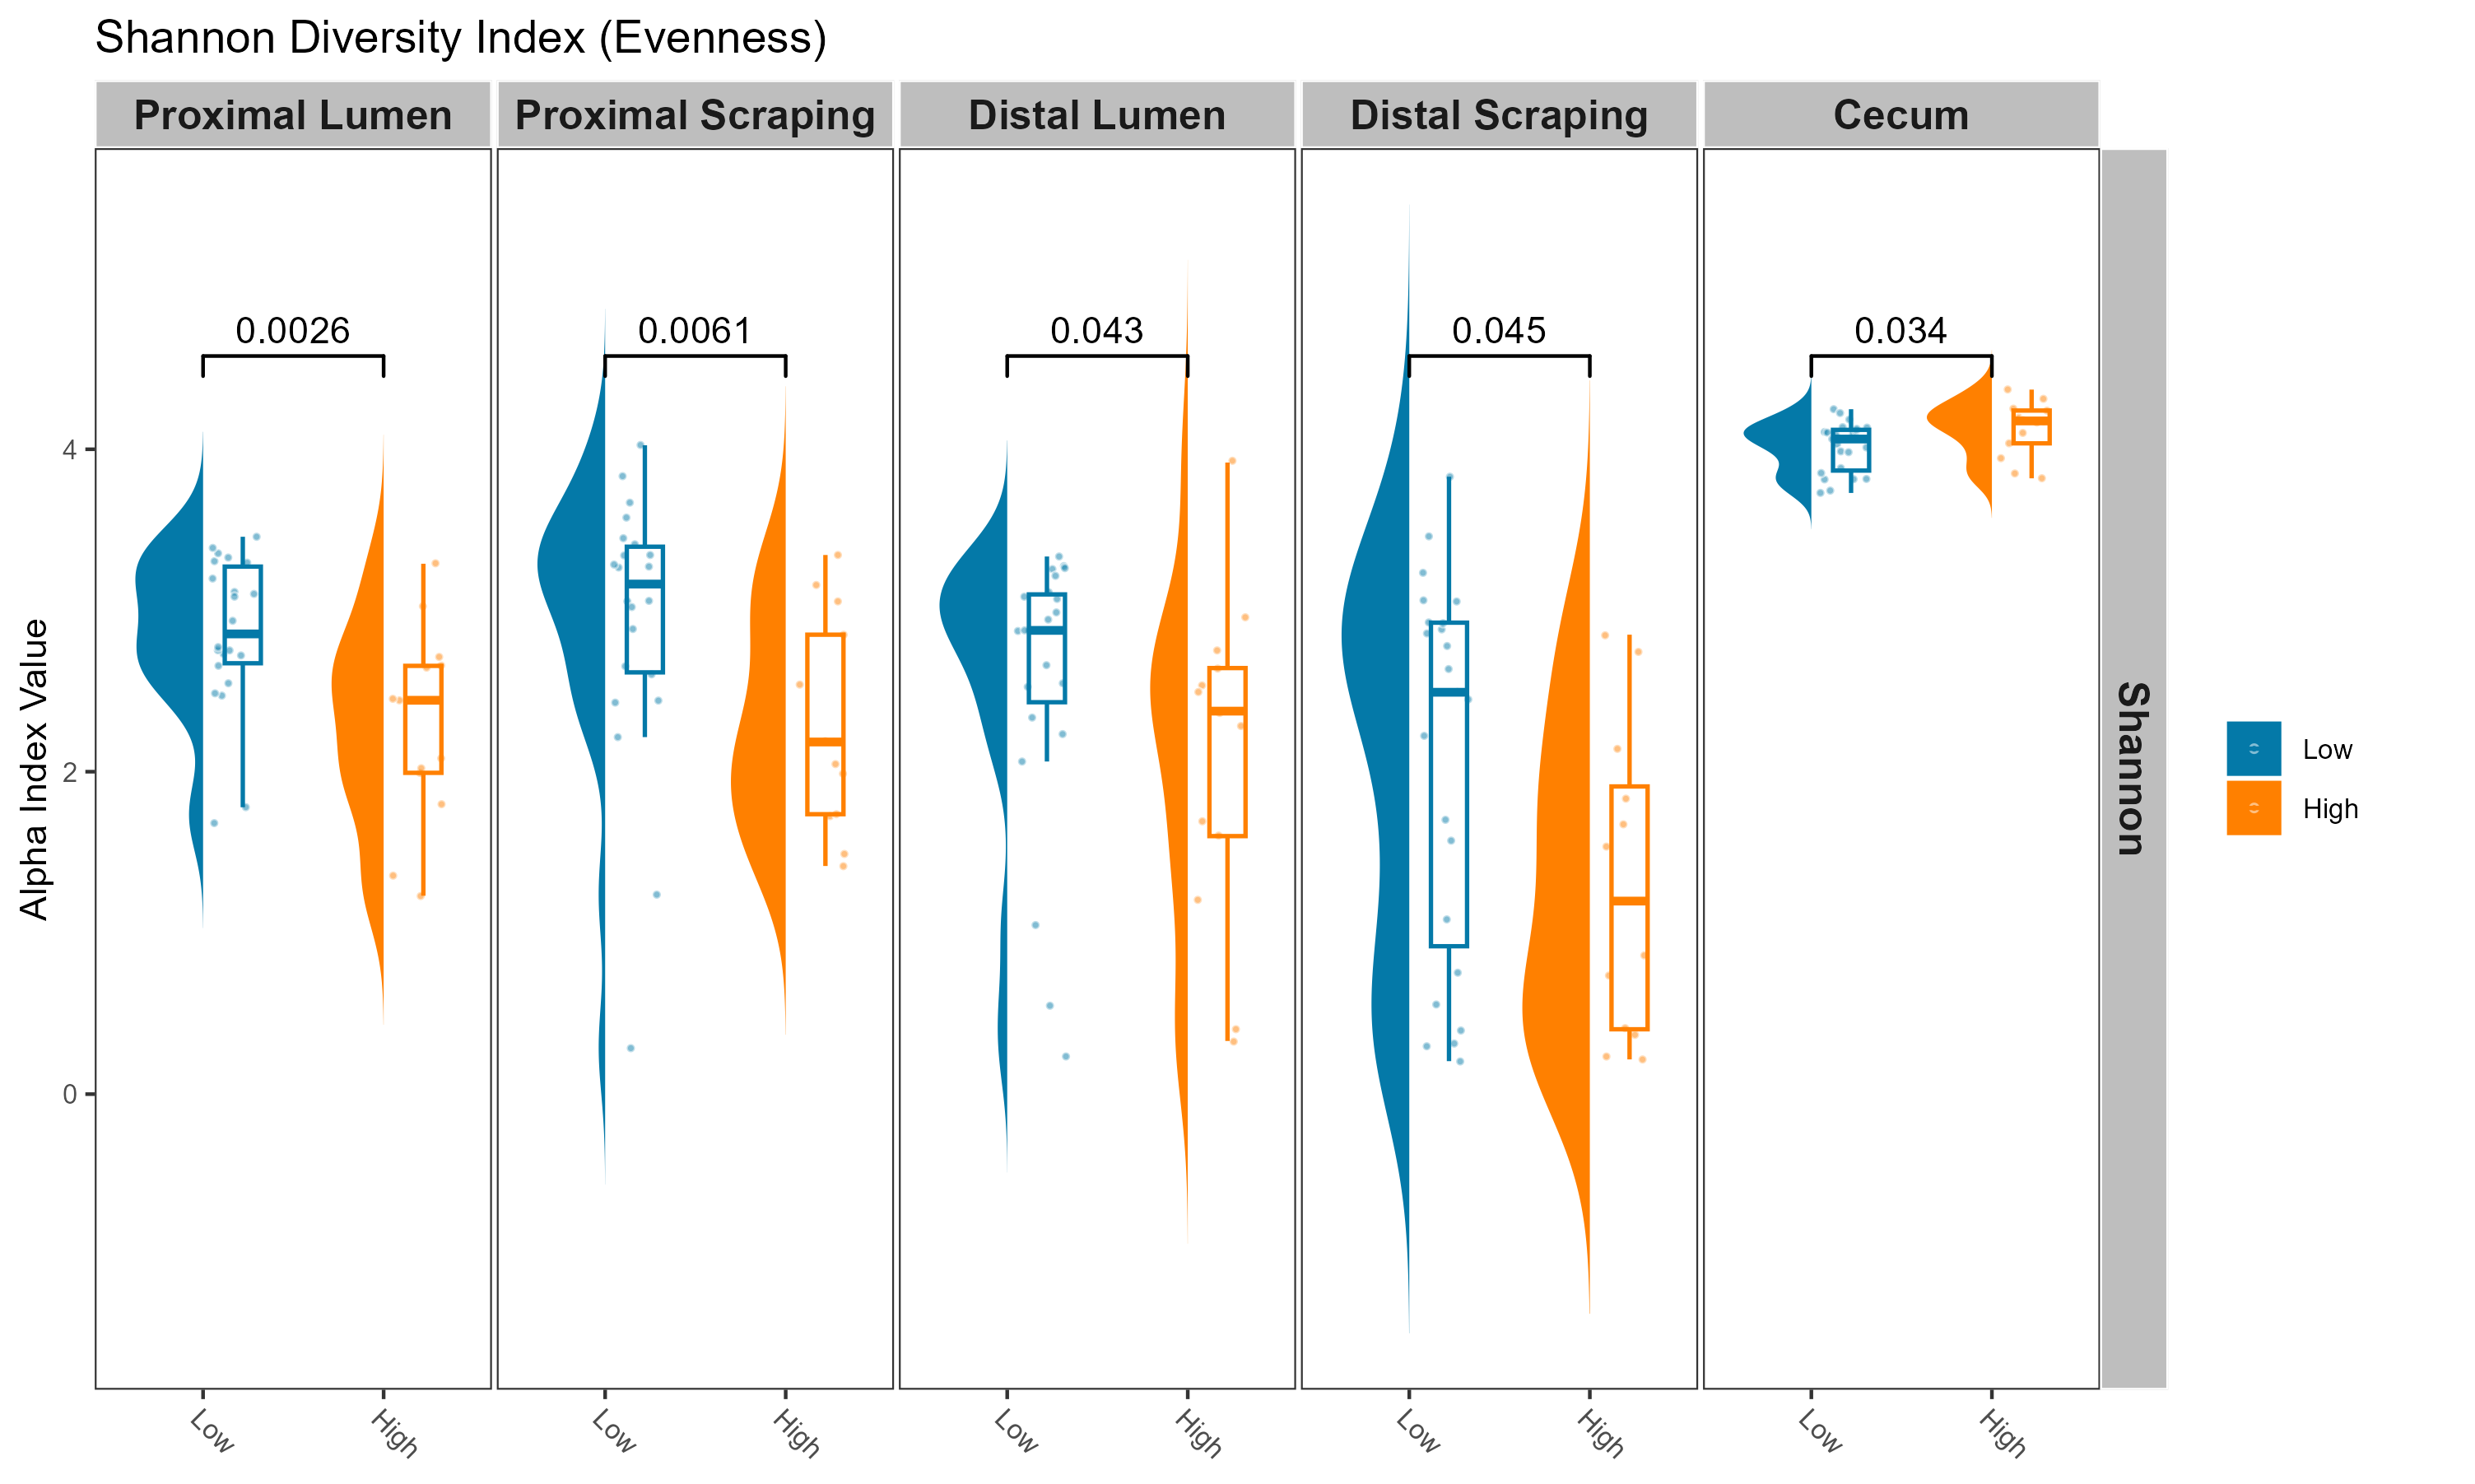 Shannon Diversity Index (Evenness)
Proximal Lumen
Proximal Scraping
Distal Lumen
Distal Scraping
Cecum
0.0026
0.0061
0.043
0.045
0.034
4
2
0
Alpha Index Value
Shannon
Low
High
Low
High
Low
High
Low
High
Low
High
Low
High